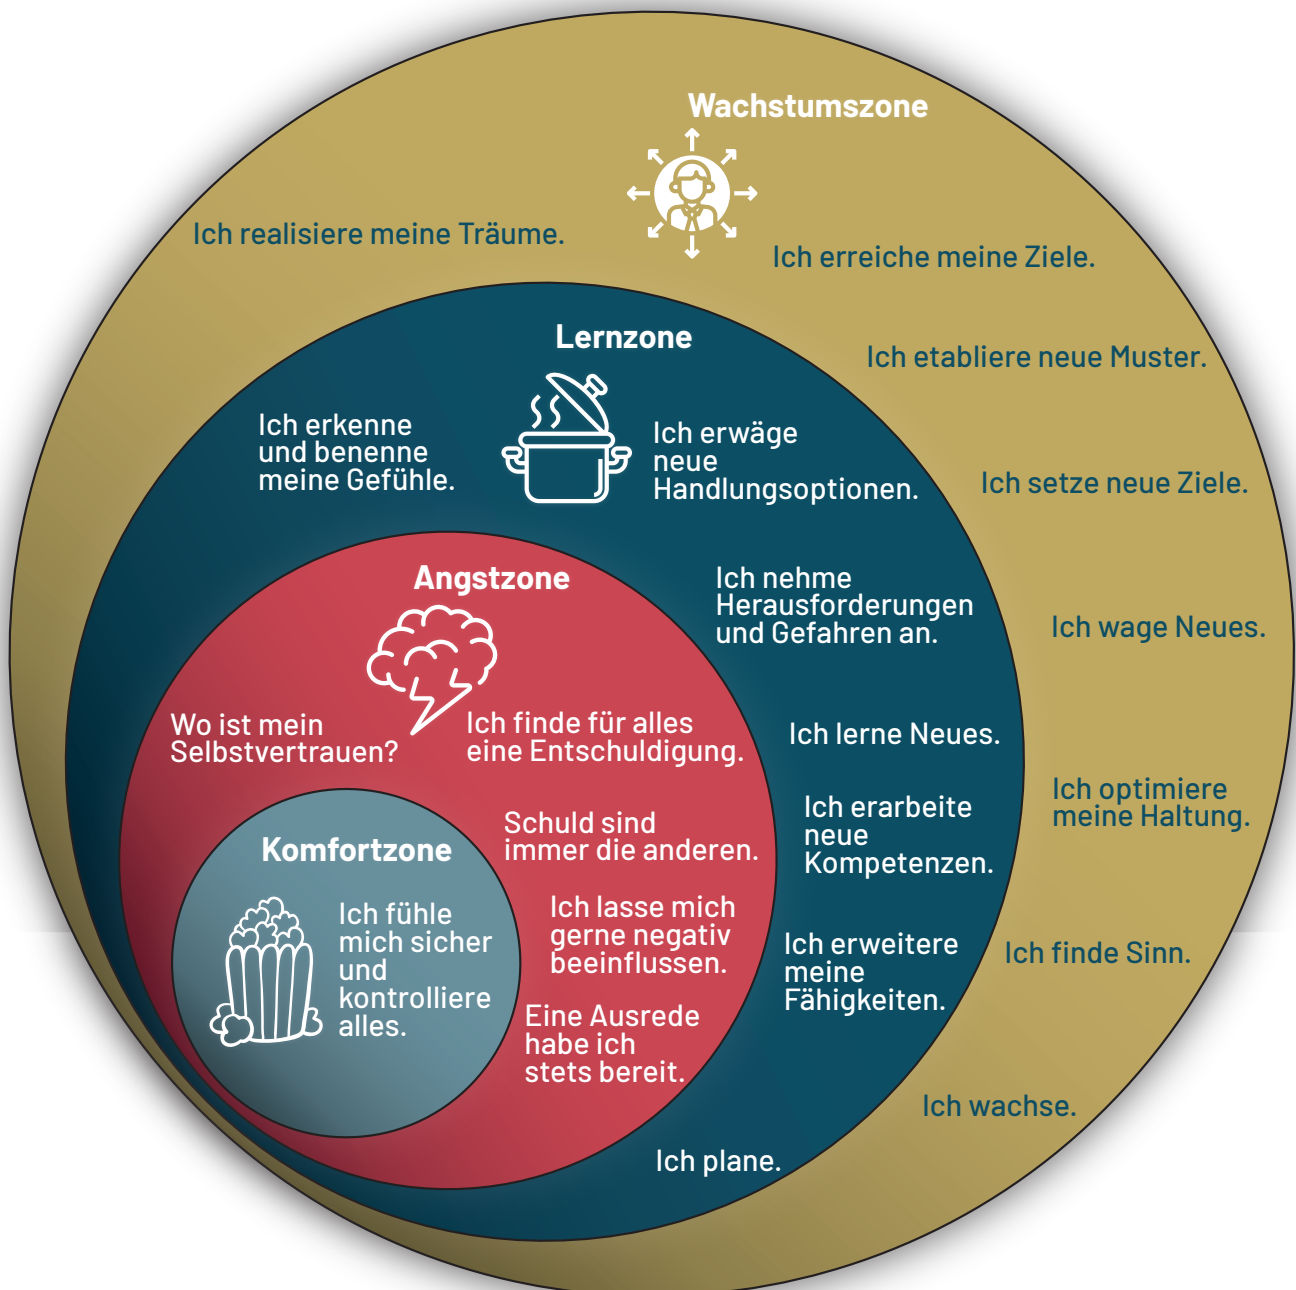 Wachstumszone
Ich realisiere meine Träume.
Ich erreiche meine Ziele.
Ich etabliere neue Muster.
Ich setze neue Ziele.
Ich wage Neues.
Ich optimiere
meine Haltung.
Ich finde Sinn.
Ich wachse.
Lernzone
Ich erkenne
und benenne
meine Gefühle.
Ich erwäge
neue
Handlungsoptionen.
Ich nehme
Herausforderungen
und Gefahren an.
Ich lerne Neues.
Ich erarbeite
neue
Kompetenzen.
Ich erweitere
meine
Fähigkeiten.
Ich plane.
Angstzone
Wo ist mein
Selbstvertrauen?
Ich finde für alles
eine Entschuldigung.
Schuld sind
immer die anderen.
Ich lasse mich
gerne negativ
beeinflussen.
Eine Ausrede
habe ich
stets bereit.
Komfortzone
Ich fühle
mich sicher
und
kontrolliere
alles.